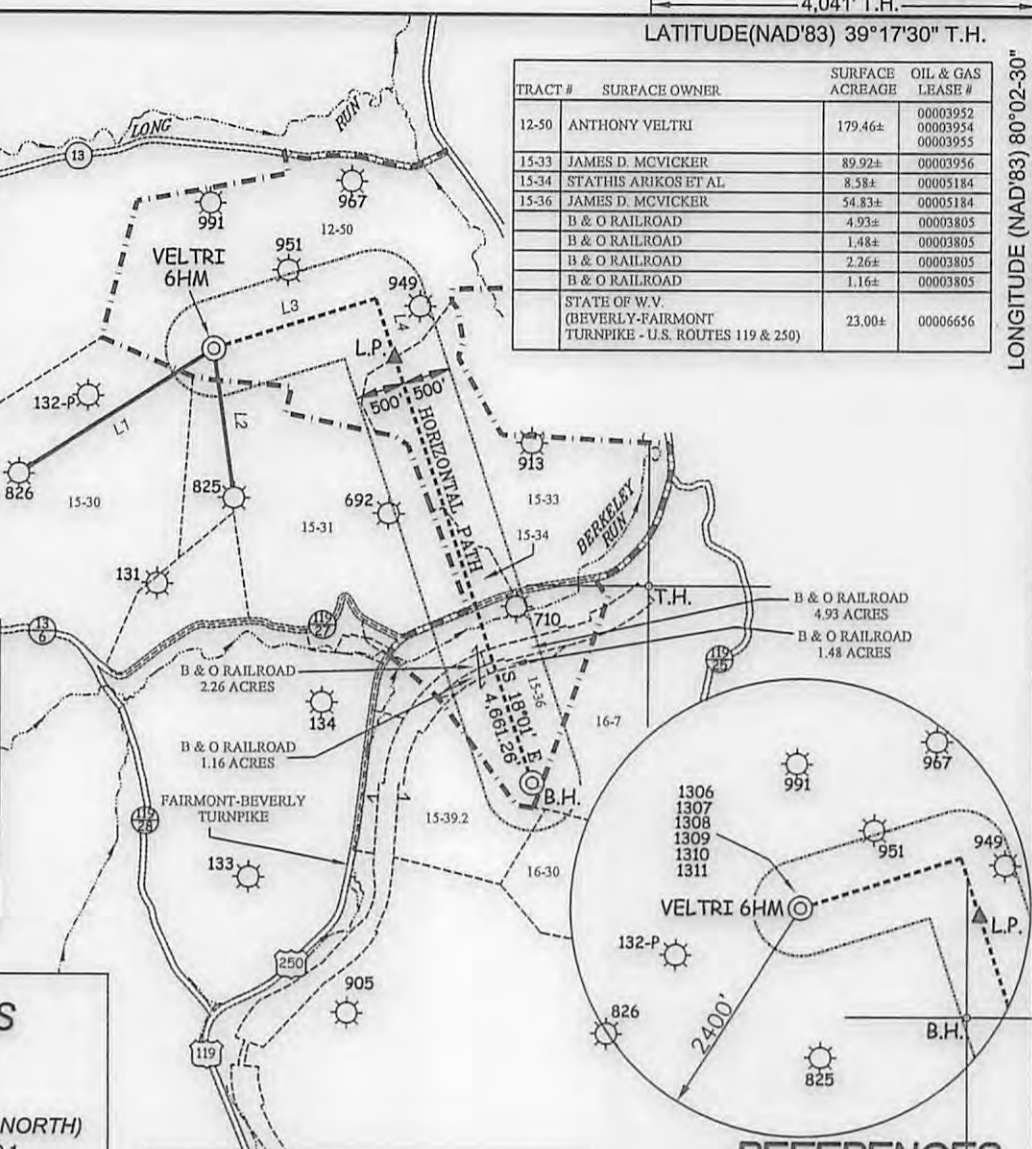 4,041' T.H.
LATITUDE(NAD'83) 39°17'30" T.H.
LONGITUDE (NAD'83) 80°02-30"
TRACT # SURFACE OWNER SURFACE ACREAGE OIL & GAS LEASE #
12-50 ANTHONY VELTRI 179.46± 00003952 00003954 00003955
15-33 JAMES D. MCVICKER 89.92± 00003956
15-34 STATHIS ARIKOS ET AL 8.58± 00005184
15-36 JAMES D. MCVICKER 54.83± 00005184
B & O RAILROAD 4.93± 00003805
B & O RAILROAD 1.48± 00003805
B & O RAILROAD 2.26± 00003805
B & O RAILROAD 1.16± 00003805
STATE OF W.V. (BEVERLY-FAIRMONT TURNPIKE - U.S. ROUTES 119 & 250) 23.00± 00006656
LONG RUN
13
991
967
12-50
VELTRI
6HM
951
949
L3
L4
L.P.
132-P
L1
L2
500' 500'
HORIZONTAL PATH
913
826
15-30
825
692
15-33
15-31
15-34
BERKELEY
RUN
131
T.H.
13
6
119
27
710
B & O RAILROAD
4.93 ACRES
B & O RAILROAD
1.48 ACRES
119
25
B & O RAILROAD
2.26 ACRES
15-36
S 18°01' E
4,661.26'
134
16-7
B & O RAILROAD
1.16 ACRES
B.H.
FAIRMONT-BEVERLY
TURNPIKE
119
28
15-39.2
133
16-30
250
905
119
967
991
1306
1307
1308
1309
1310
1311
951
949
VELTRI 6HM
L.P.
132-P
826
2400'
B.H.
825
S
NORTH)
REFERENCES